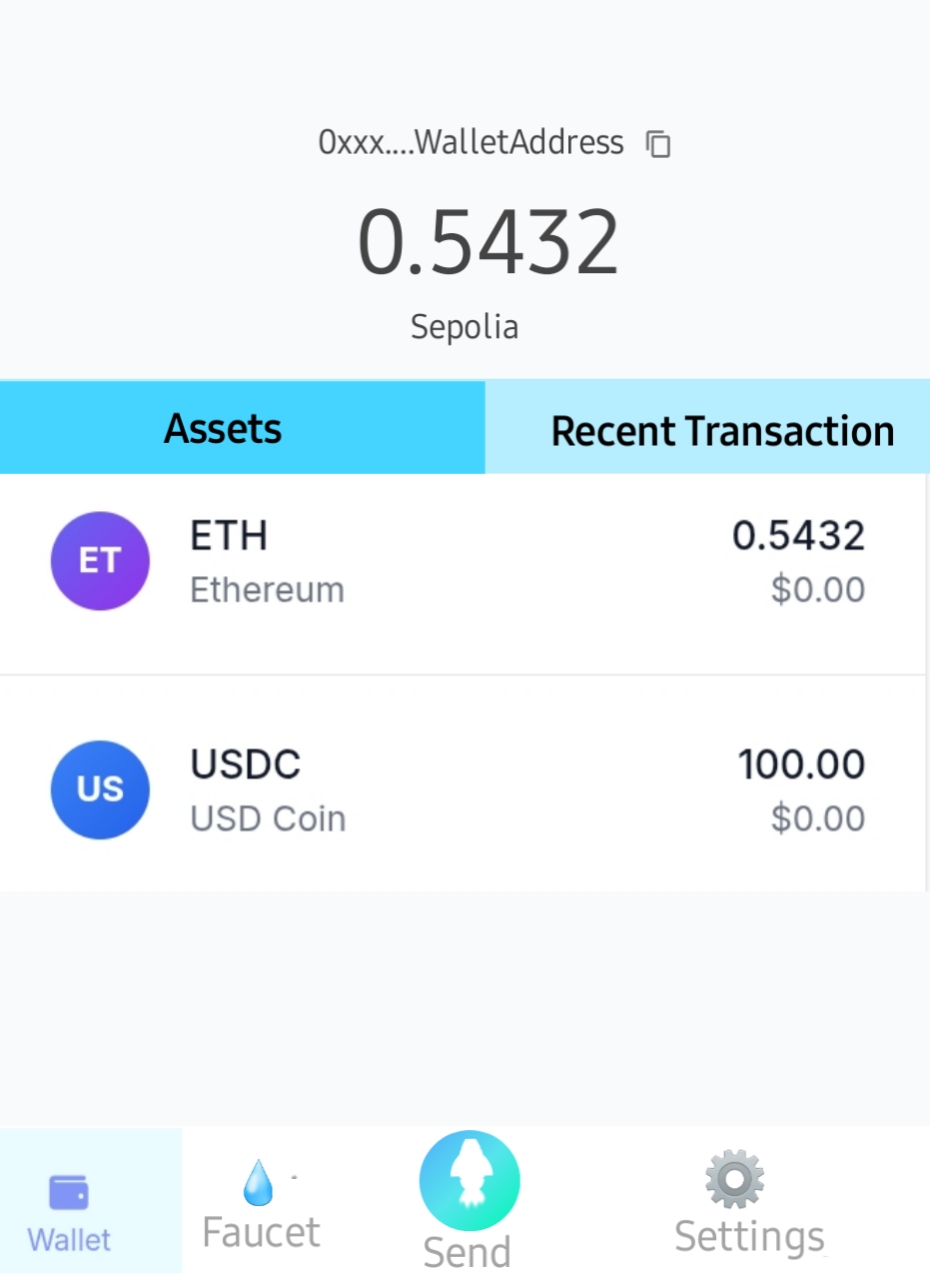 0xxx....WalletAddress
0.5432
Sepolia
Assets Recent Transaction
ET ETH 0.5432
Ethereum $0.00
US USDC 100.00
USD Coin $0.00
Wallet Faucet Send Settings